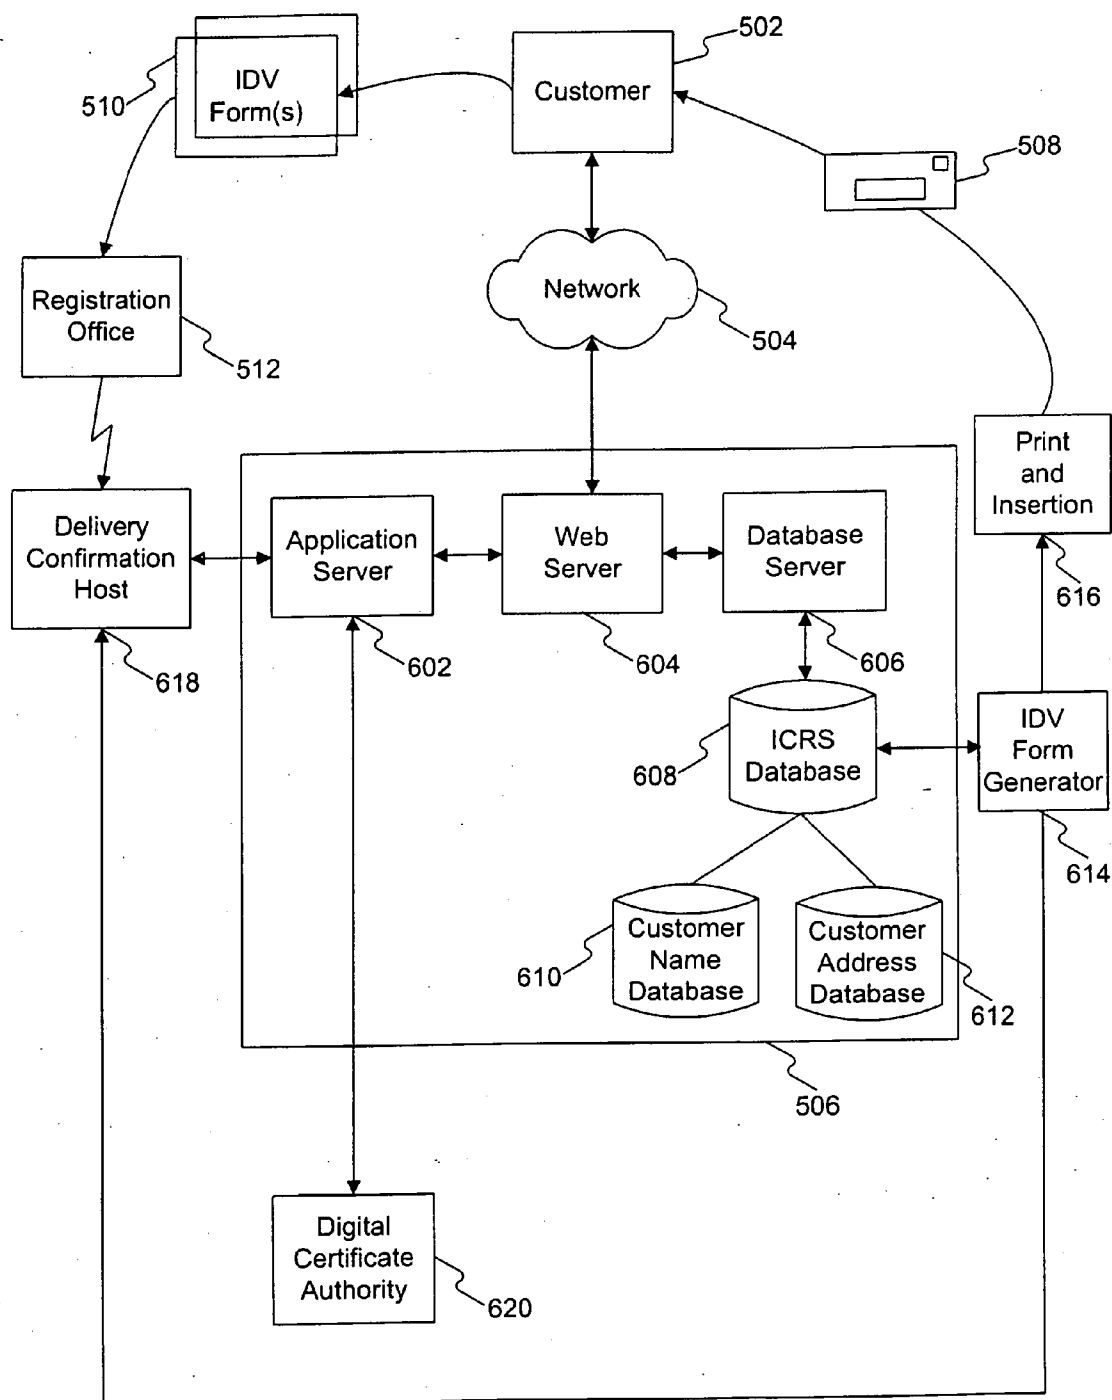 502
510
IDV
Form(s)
Customer
508
Network
504
Registration
Office
512
Print
and
Insertion
616
Delivery
Confirmation
Host
618
Application
Server
602
Web
Server
604
Database
Server
606
ICRS
Database
608
IDV
Form
Generator
614
Customer
Name
Database
610
Customer
Address
Database
612
506
Digital
Certificate
Authority
620